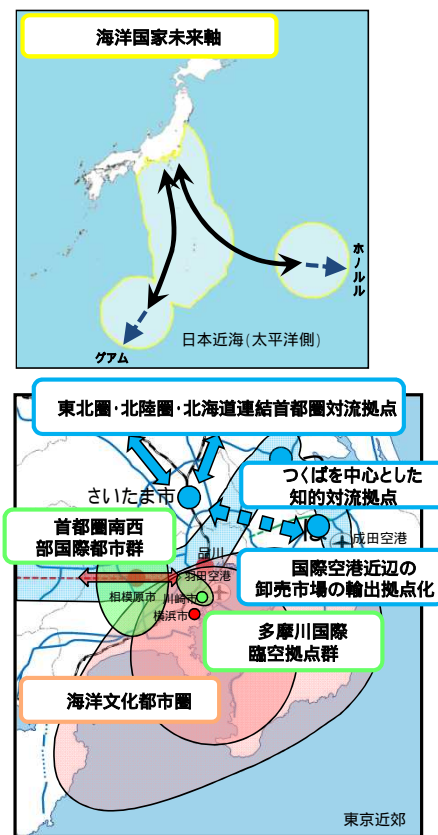 海洋国家未来軸
ホノルル
日本近海(太平洋側)
グアム
東北圏・北陸圏・北海道連結首都圏対流拠点
さいたま市
つくばを中心とした
知的対流拠点
成田空港
首都圏南西
部国際都市群
品川
羽田空港
国際空港近辺の
卸売市場の輸出拠点化
相模原市
川崎市
横浜市
多摩川国際
臨空拠点群
海洋文化都市圏
東京近郊